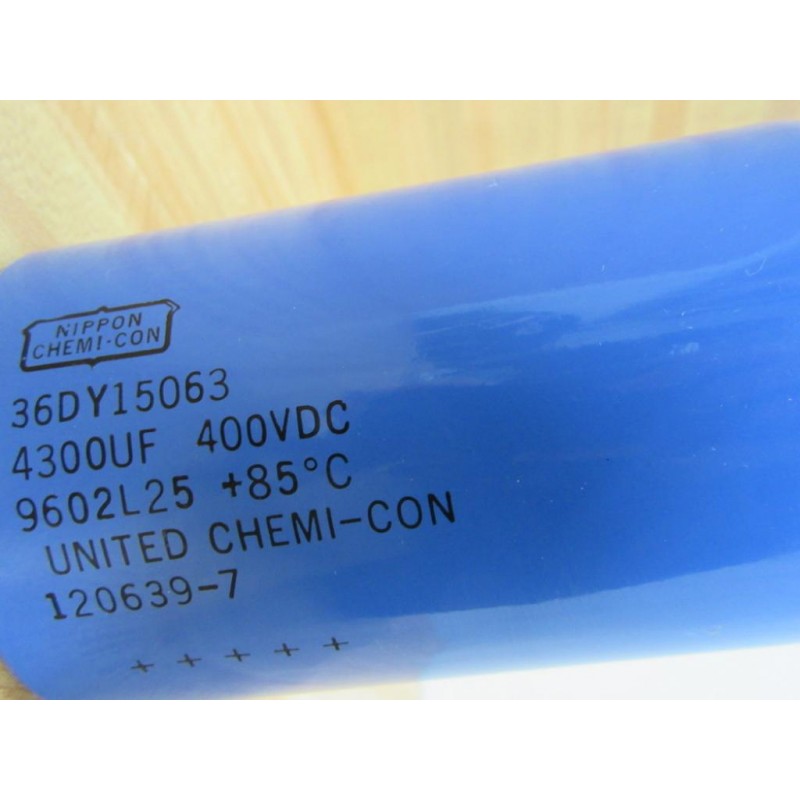 NIPPON
CHEMI-CON
36DY15063
4300UF 400VDC
9602L25 +85°C
UNITED CHEMI-CON
120639-7
+ + + + +